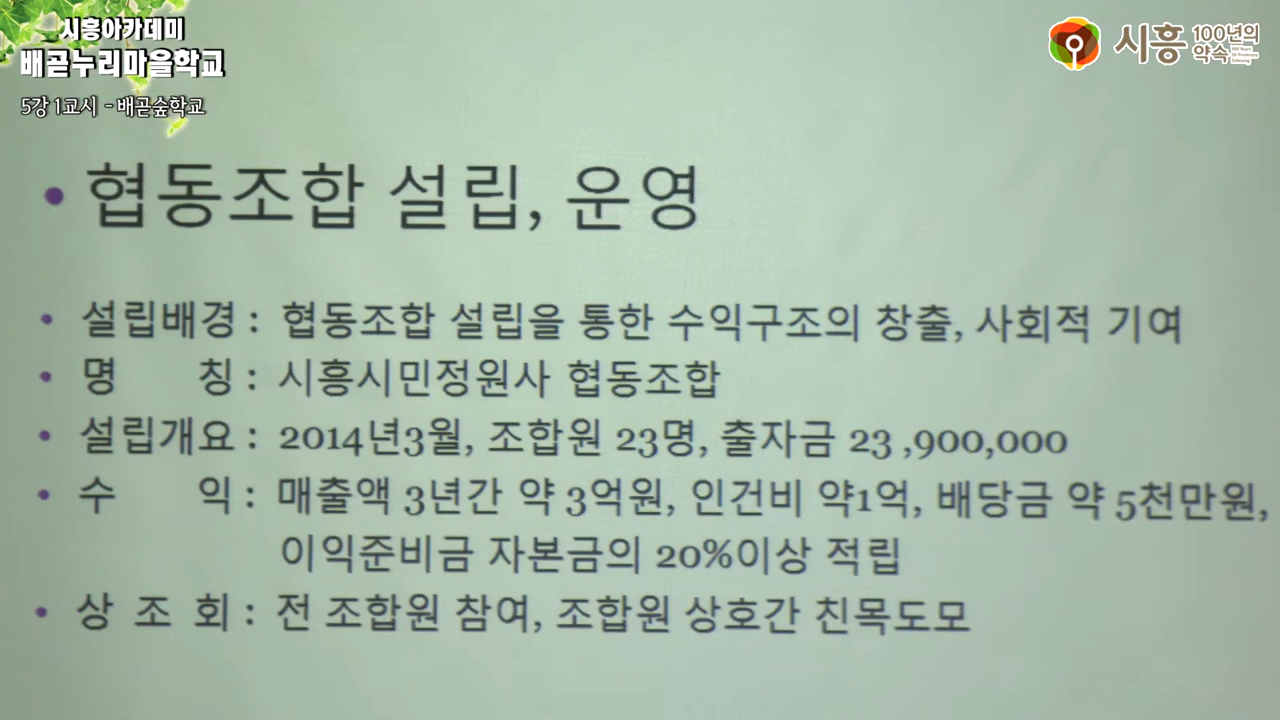 시흥아카데미
배곧누리마을학교
5강 1교시 - 배곧숲학교
시흥 100년의 약속
• 협동조합 설립, 운영
• 설립배경 : 협동조합 설립을 통한 수익구조의 창출, 사회적 기여
• 명 칭 : 시흥시민정원사 협동조합
• 설립개요 : 2014년3월, 조합원 23명, 출자금 23 ,900,000
• 수 익 : 매출액 3년간 약 3억원, 인건비 약1억, 배당금 약 5천만원,
이익준비금 자본금의 20%이상 적립
• 상 조 회 : 전 조합원 참여, 조합원 상호간 친목도모